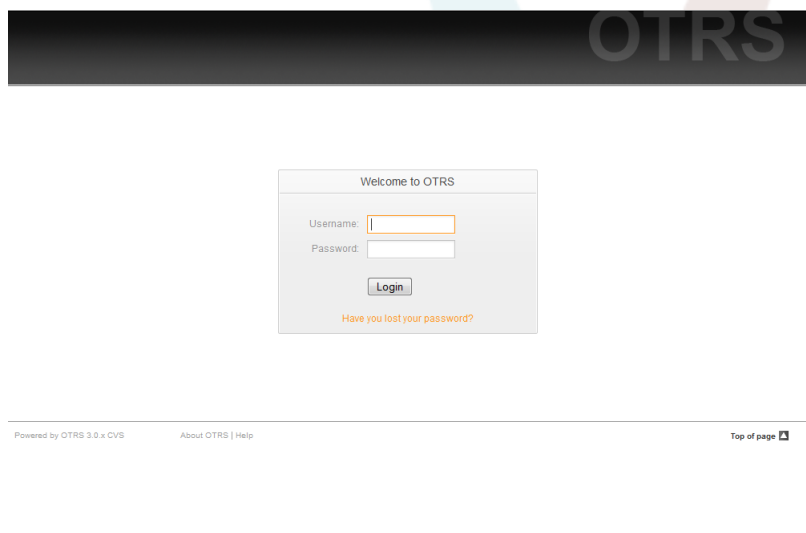 OTRS
Welcome to OTRS
Username:
Password:
Login
Have you lost your password?
Powered by OTRS 3.0.x CVS About OTRS | Help Top of page